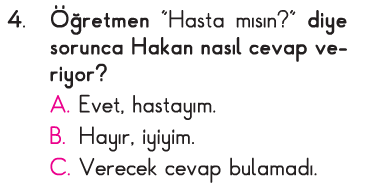 4. Öğretmen “Hasta mısın?” diye
sorunca Hakan nasıl cevap ve-
riyor?
A. Evet, hastayım.
B. Hayır, iyiyim.
C. Verecek cevap bulamadı.